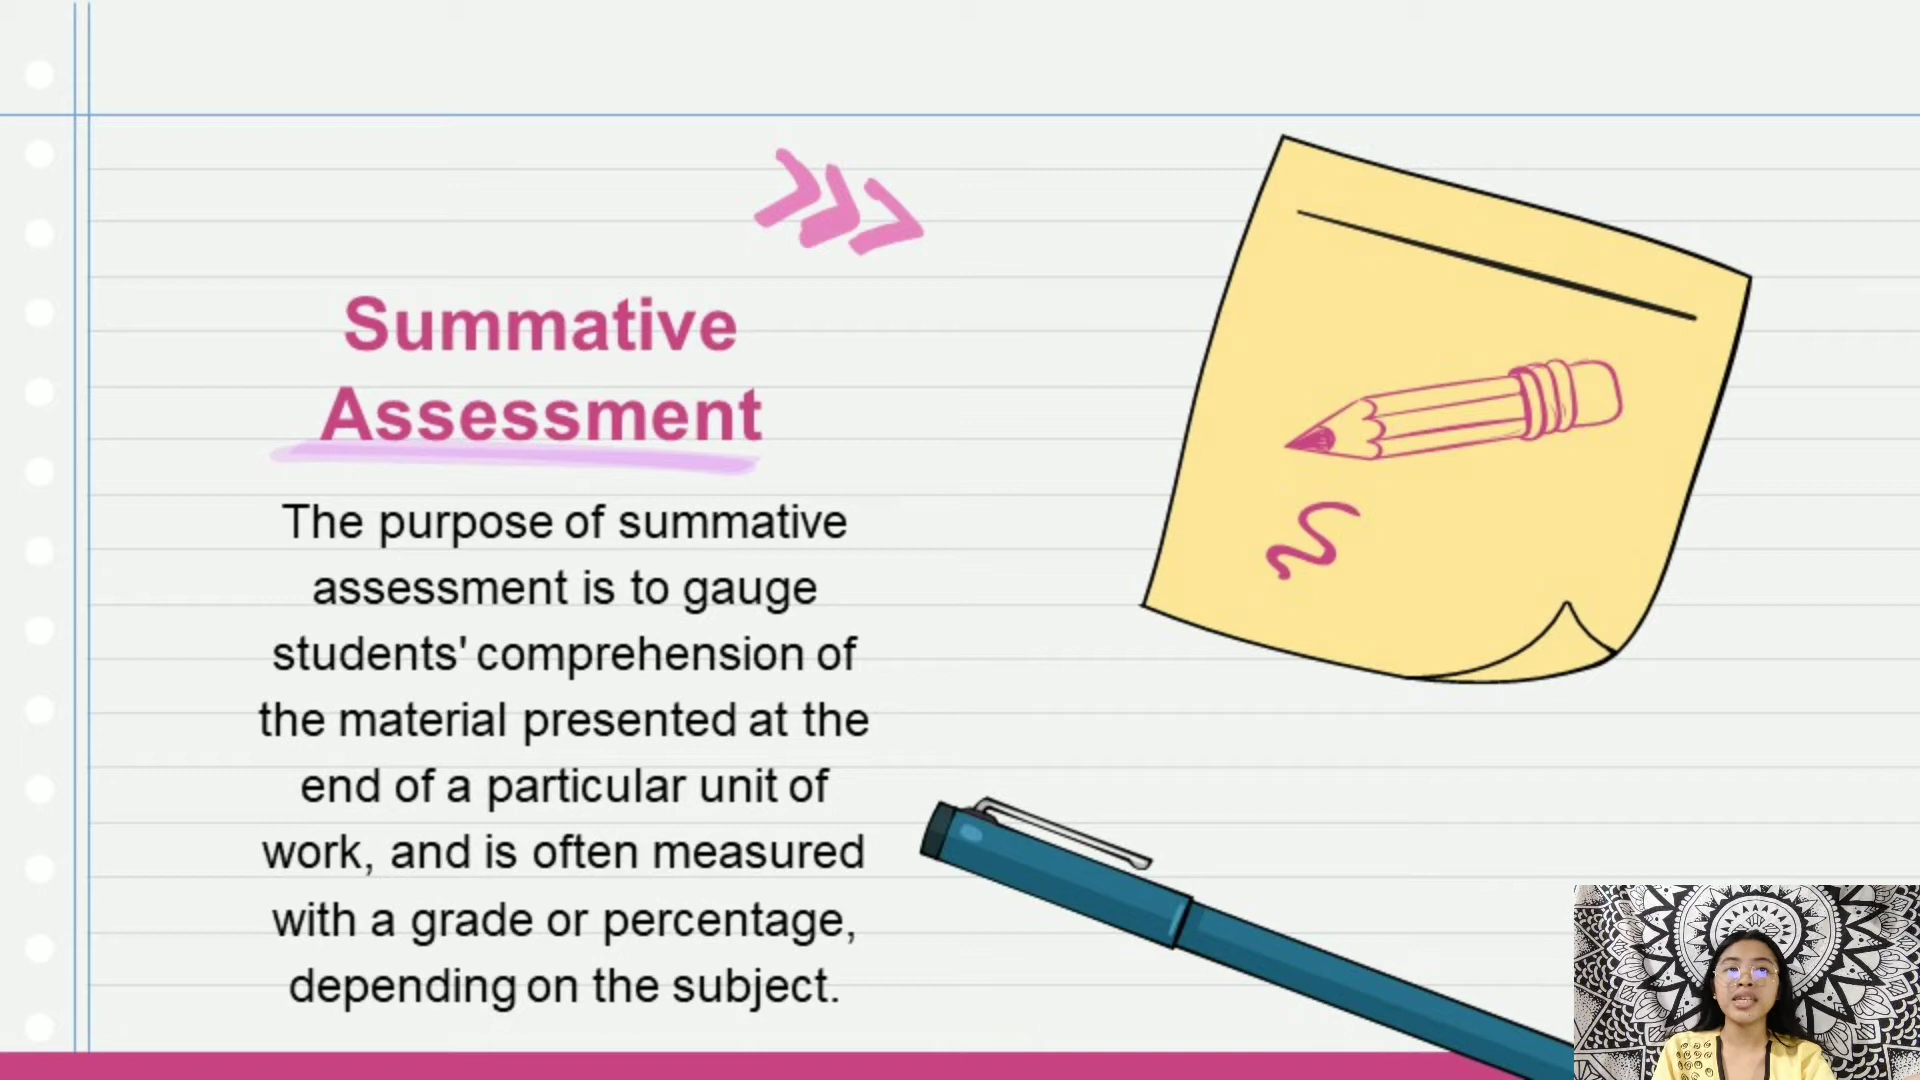 Summative
Assessment
The purpose of summative
assessment is to gauge
students' comprehension of
the material presented at the
end of a particular unit of
work, and is often measured
with a grade or percentage,
depending on the subject.